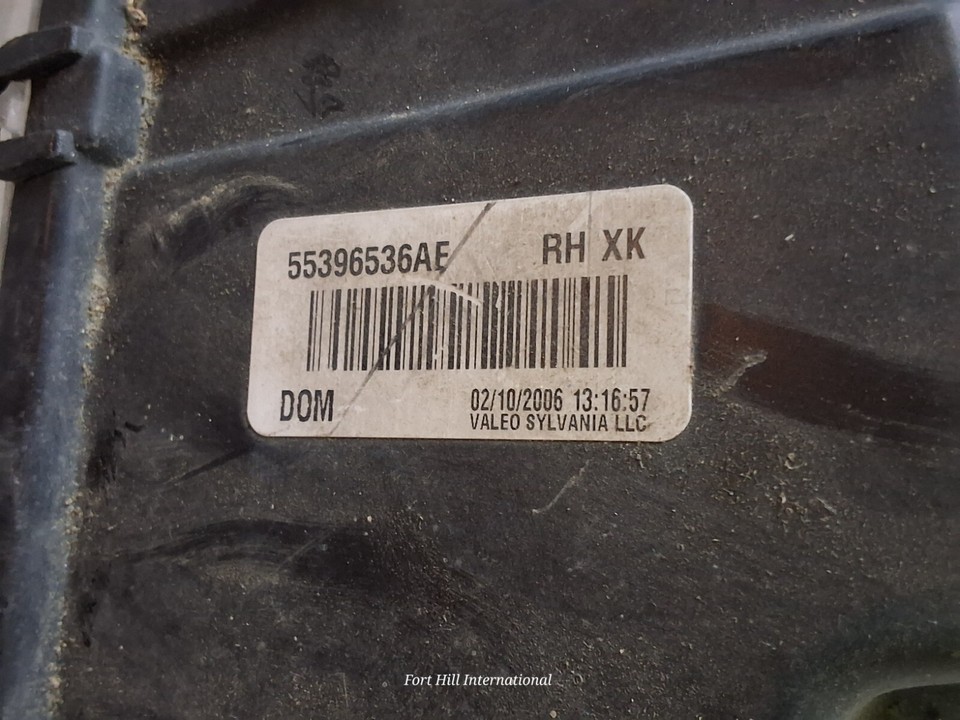 55396536AE RH XK
DOM 02/10/2006 13:16:57
VALEO SYLVANIA LLC
Fort Hill International